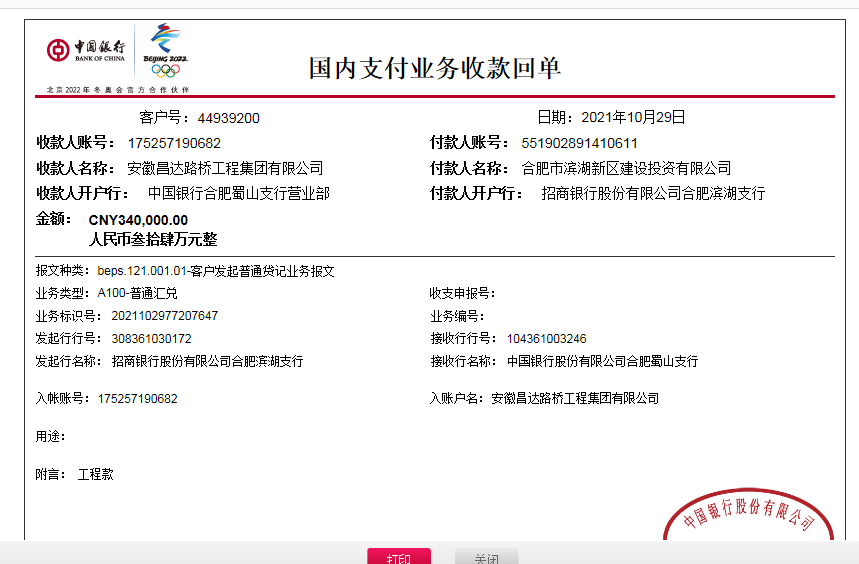 中国银行
BANK OF CHINA
BEIJING 2022
北京2022年冬奥会官方合作伙伴
国内支付业务收款回单
客户号：44939200 日期：2021年10月29日
收款人账号：175257190682 付款人账号：551902891410611
收款人名称：安徽昌达路桥工程集团有限公司 付款人名称：合肥市滨湖新区建设投资有限公司
收款人开户行：中国银行合肥蜀山支行营业部 付款人开户行：招商银行股份有限公司合肥滨湖支行
金额：CNY340,000.00
人民币叁拾肆万元整
报文种类：beps.121.001.01-客户发起普通贷记业务报文
业务类型：A100-普通汇兑 收支申报号：
业务标识号：2021102977207647 业务编号：
发起行行号：308361030172 接收行行号：104361003246
发起行名称：招商银行股份有限公司合肥滨湖支行 接收行名称：中国银行股份有限公司合肥蜀山支行
入帐账号：175257190682 入账户名：安徽昌达路桥工程集团有限公司
用途：
附言：工程款
中国银行股份有限公司
打印 关闭